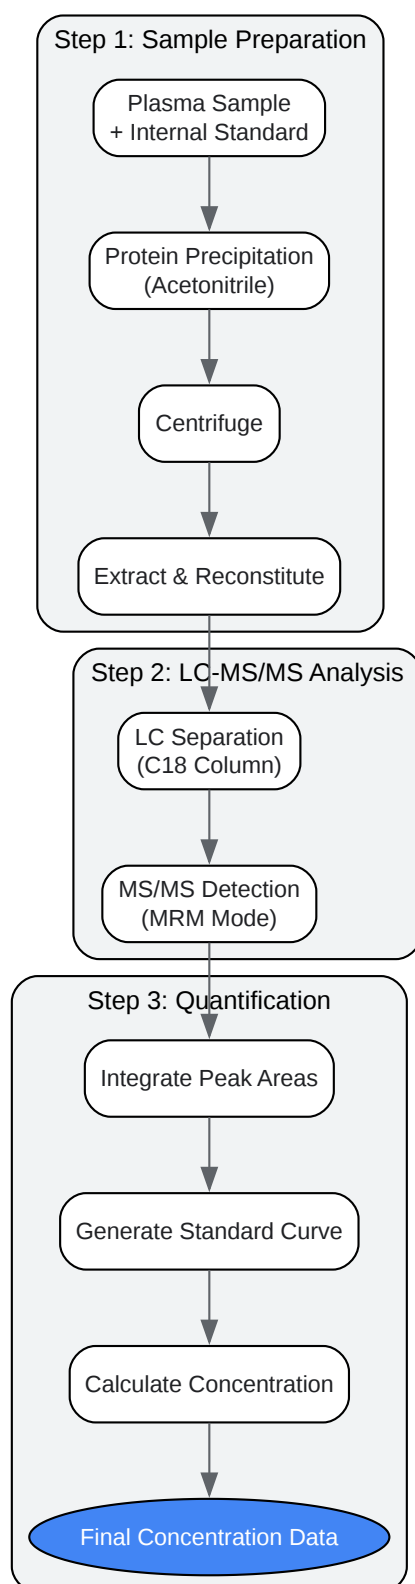 Step 1: Sample Preparation
Plasma Sample
+ Internal Standard
Protein Precipitation
(Acetonitrile)
Centrifuge
Extract & Reconstitute
Step 2: LC-MS/MS Analysis
LC Separation
(C18 Column)
MS/MS Detection
(MRM Mode)
Step 3: Quantification
Integrate Peak Areas
Generate Standard Curve
Calculate Concentration
Final Concentration Data